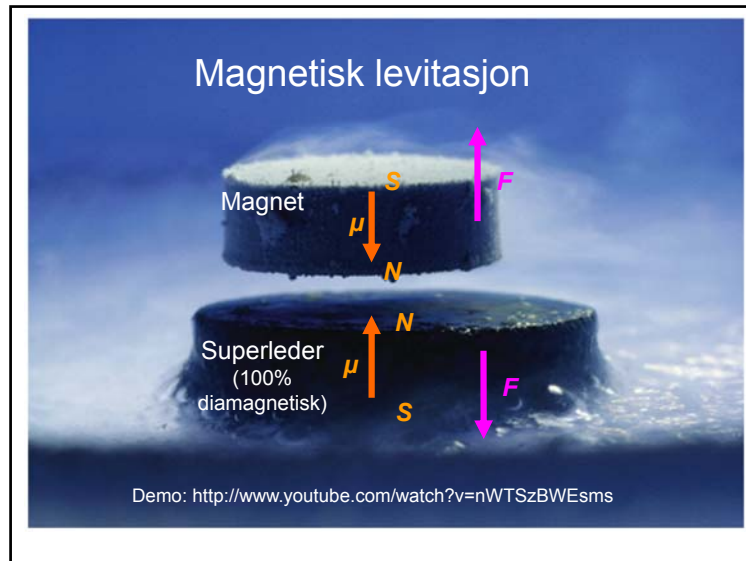 Magnetisk levitasjon
S
F
Magnet
μ
N
N
Superleder
(100%
diamagnetisk)
μ
F
S
Demo: http://www.youtube.com/watch?v=nWTSzBWEsms